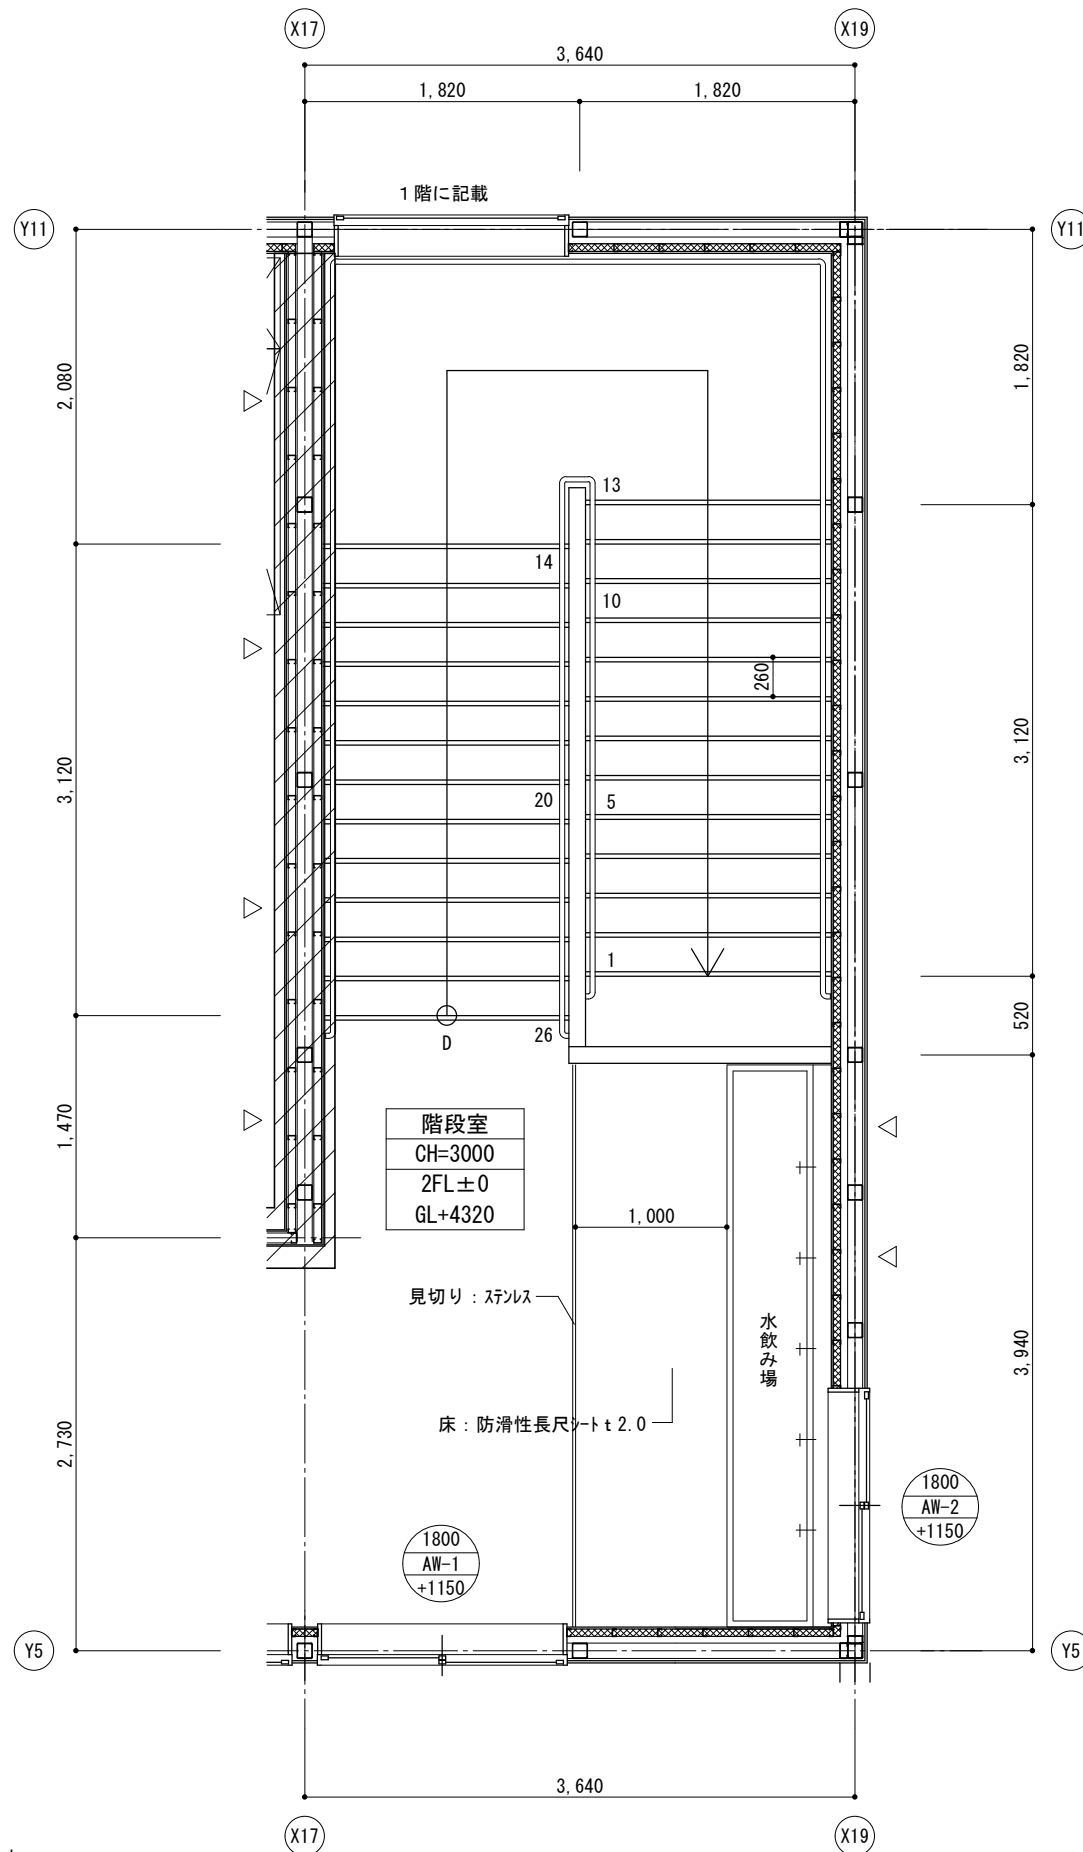 X17
X19
3,640
1,820
1,820
1階に記載
Y11
Y11
2,080
1,820
13
14
10
260
3,120
3,120
20
5
1
26
D
520
1,470
階段室
CH=3000
2FL±0
GL+4320
1,000
見切り：ｽﾃﾝﾚｽ
水飲み場
3,940
床：防滑性長尺ｼｰﾄｔ2.0
2,730
1800
AW-2
+1150
1800
AW-1
+1150
Y5
Y5
3,640
X17
X19